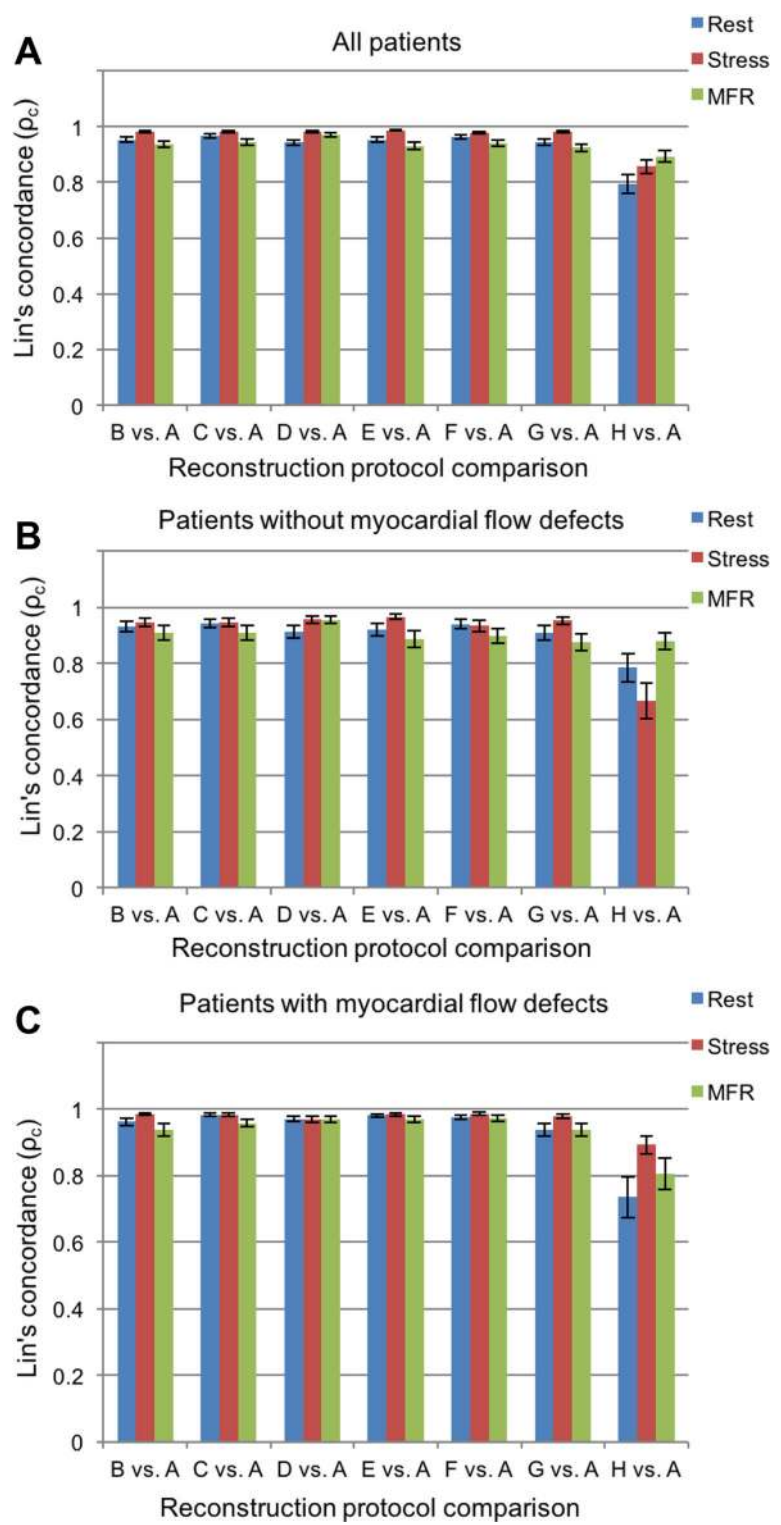 A
All patients
Rest
Stress
MFR
Lin's concordance (ρc)
1
0.8
0.6
0.4
0.2
0
B vs. A C vs. A D vs. A E vs. A F vs. A G vs. A H vs. A
Reconstruction protocol comparison
B
Patients without myocardial flow defects
Rest
Stress
MFR
Lin's concordance (ρc)
1
0.8
0.6
0.4
0.2
0
B vs. A C vs. A D vs. A E vs. A F vs. A G vs. A H vs. A
Reconstruction protocol comparison
C
Patients with myocardial flow defects
Rest
Stress
MFR
Lin's concordance (ρc)
1
0.8
0.6
0.4
0.2
0
B vs. A C vs. A D vs. A E vs. A F vs. A G vs. A H vs. A
Reconstruction protocol comparison